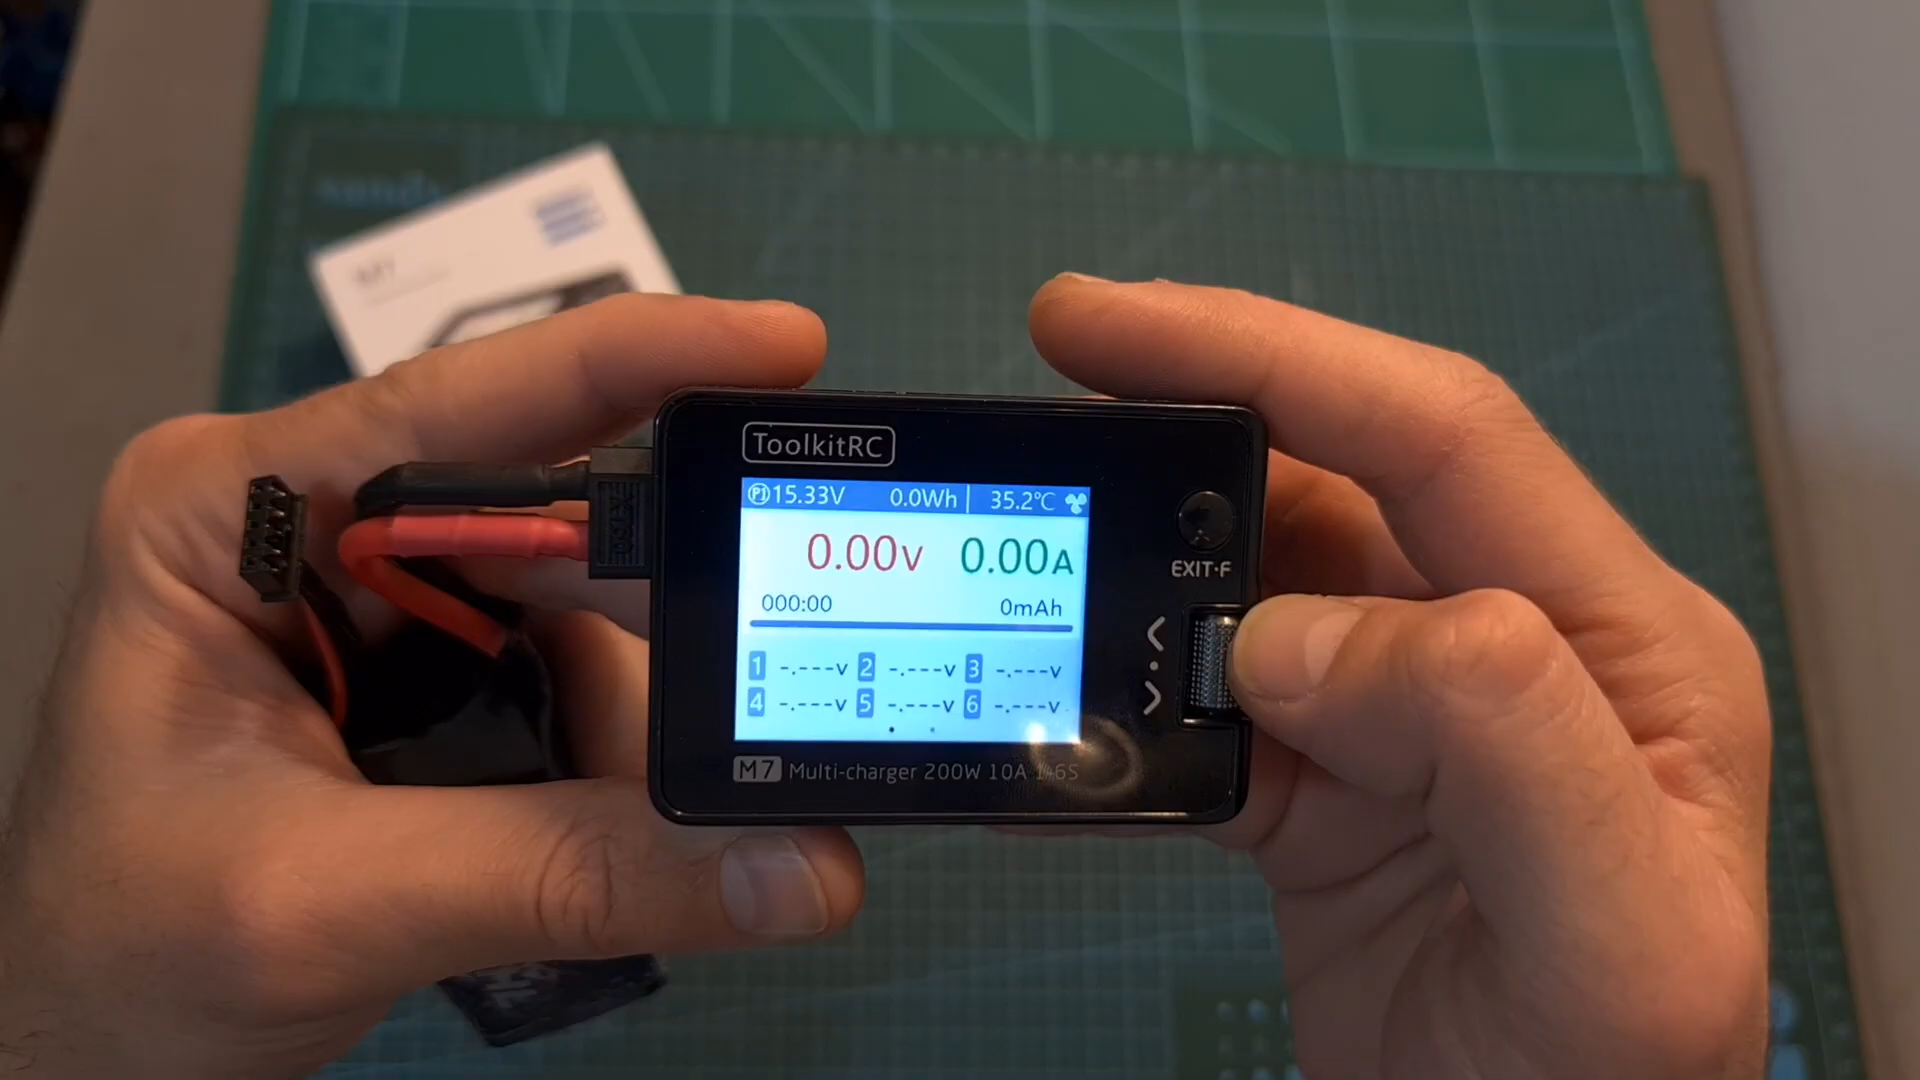 ToolkitRC
P1 15.33V 0.0Wh 35.2℃
0.00V 0.00A
000:00 0mAh
1 -.---V 2 -.---V 3 -.---V
4 -.---V 5 -.---V 6 -.---V
M7 Multi-charger 200W 10A 1-6S
EXIT·F
XT60